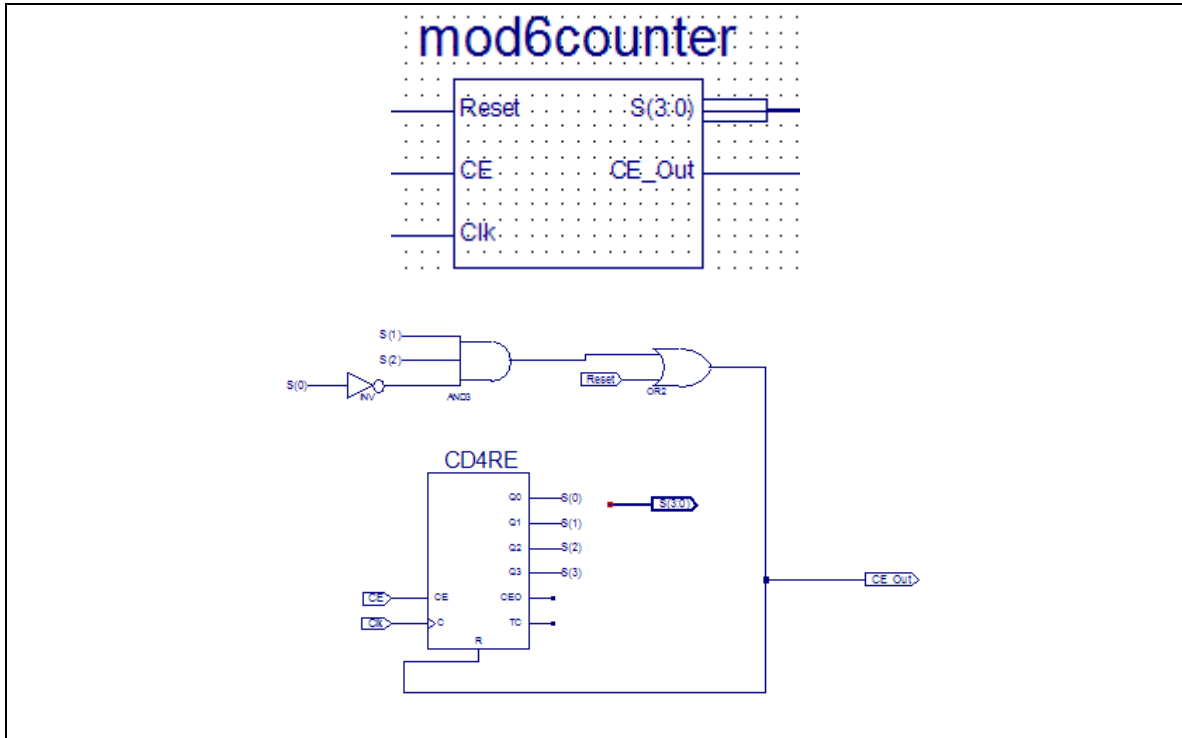 mod6counter
Reset S(3:0)
CE CE_Out
Clk
S(1)
S(2)
S(0)
INV
AND3
Reset
OR2
CD4RE
Q0 S(0) S(3:0)
Q1 S(1)
Q2 S(2)
Q3 S(3)
CE_Out
CE CE CEO
Clk C TC
R